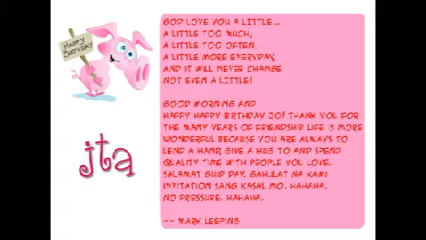 Happy
Birthday
GOD LOVE YOU A LITTLE...
A LITTLE TOO MUCH,
A LITTLE TOO OFTEN,
A LITTLE MORE EVERYDAY,
AND IT WILL NEVER CHANGE
NOT EVEN A LITTLE!
GOOD MORNING AND
HAPPY HAPPY BIRTHDAY JO! THANK YOU FOR
THE MANY YEARS OF FRIENDSHIP. LIFE IS MORE
WONDERFUL BECAUSE YOU ARE ALWAYS TO
LEND A HAND, GIVE A HUG TO AND SPEND
QUALITY TIME WITH PEOPLE YOU LOVE.
SALAMAT GUID DAY. GAHULAT NA KAMI
INVITATION SANG KASAL MO. HAHAHA.
NO PRESSURE. HAHAHA.
-- MARK LEEPING
jta